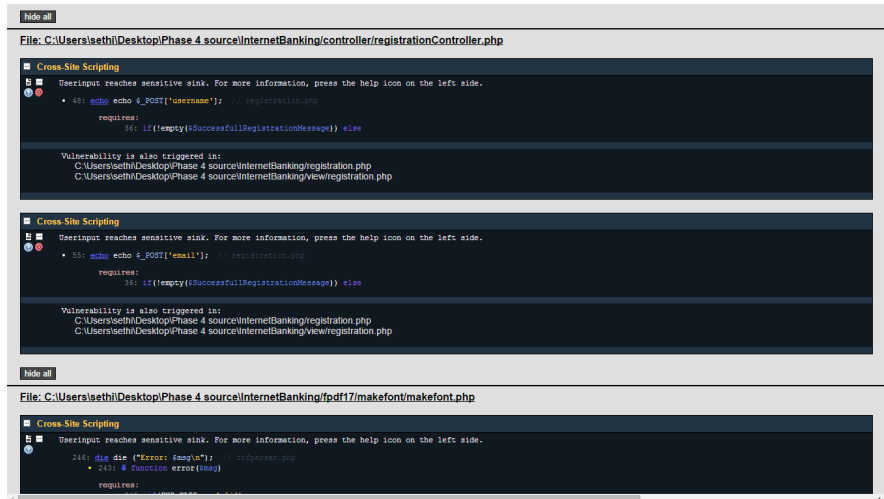 hide all
File: C:\Users\sethi\Desktop\Phase 4 source\InternetBanking/controller/registrationController.php
Cross-Site Scripting
Userinput reaches sensitive sink. For more information, press the help icon on the left side.
• 48: echo echo $_POST['username']; // registration.php
requires:
36: if(!empty($SuccessfullRegistrationMessage)) else
Vulnerability is also triggered in:
C:\Users\sethi\Desktop\Phase 4 source\InternetBanking/registration.php
C:\Users\sethi\Desktop\Phase 4 source\InternetBanking/view/registration.php
Cross-Site Scripting
Userinput reaches sensitive sink. For more information, press the help icon on the left side.
• 55: echo echo $_POST['email']; // registration.php
requires:
36: if(!empty($SuccessfullRegistrationMessage)) else
Vulnerability is also triggered in:
C:\Users\sethi\Desktop\Phase 4 source\InternetBanking/registration.php
C:\Users\sethi\Desktop\Phase 4 source\InternetBanking/view/registration.php
hide all
File: C:\Users\sethi\Desktop\Phase 4 source\InternetBanking/fpdf17/makefont/makefont.php
Cross-Site Scripting
Userinput reaches sensitive sink. For more information, press the help icon on the left side.
246: die die ("Error: $msg\n"); // ttfparser.php
• 243: function error($msg)
requires: